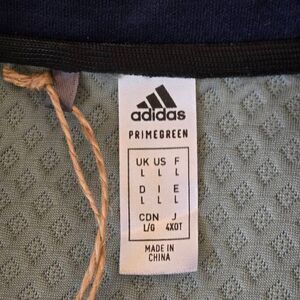 adidas
PRIMEGREEN
UK US F
L L L
D I E
L L L
CDN J
L/G 4XOT
MADE IN
CHINA